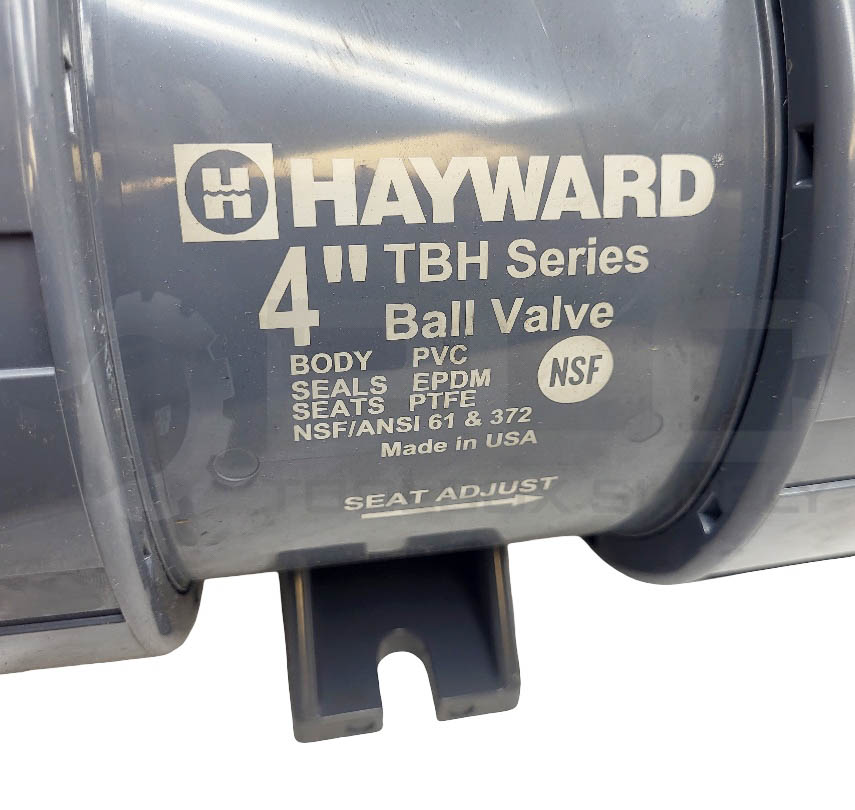 H HAYWARD
4" TBH Series
Ball Valve
BODY PVC
SEALS EPDM
SEATS PTFE
NSF
NSF/ANSI 61 & 372
Made in USA
SEAT ADJUST